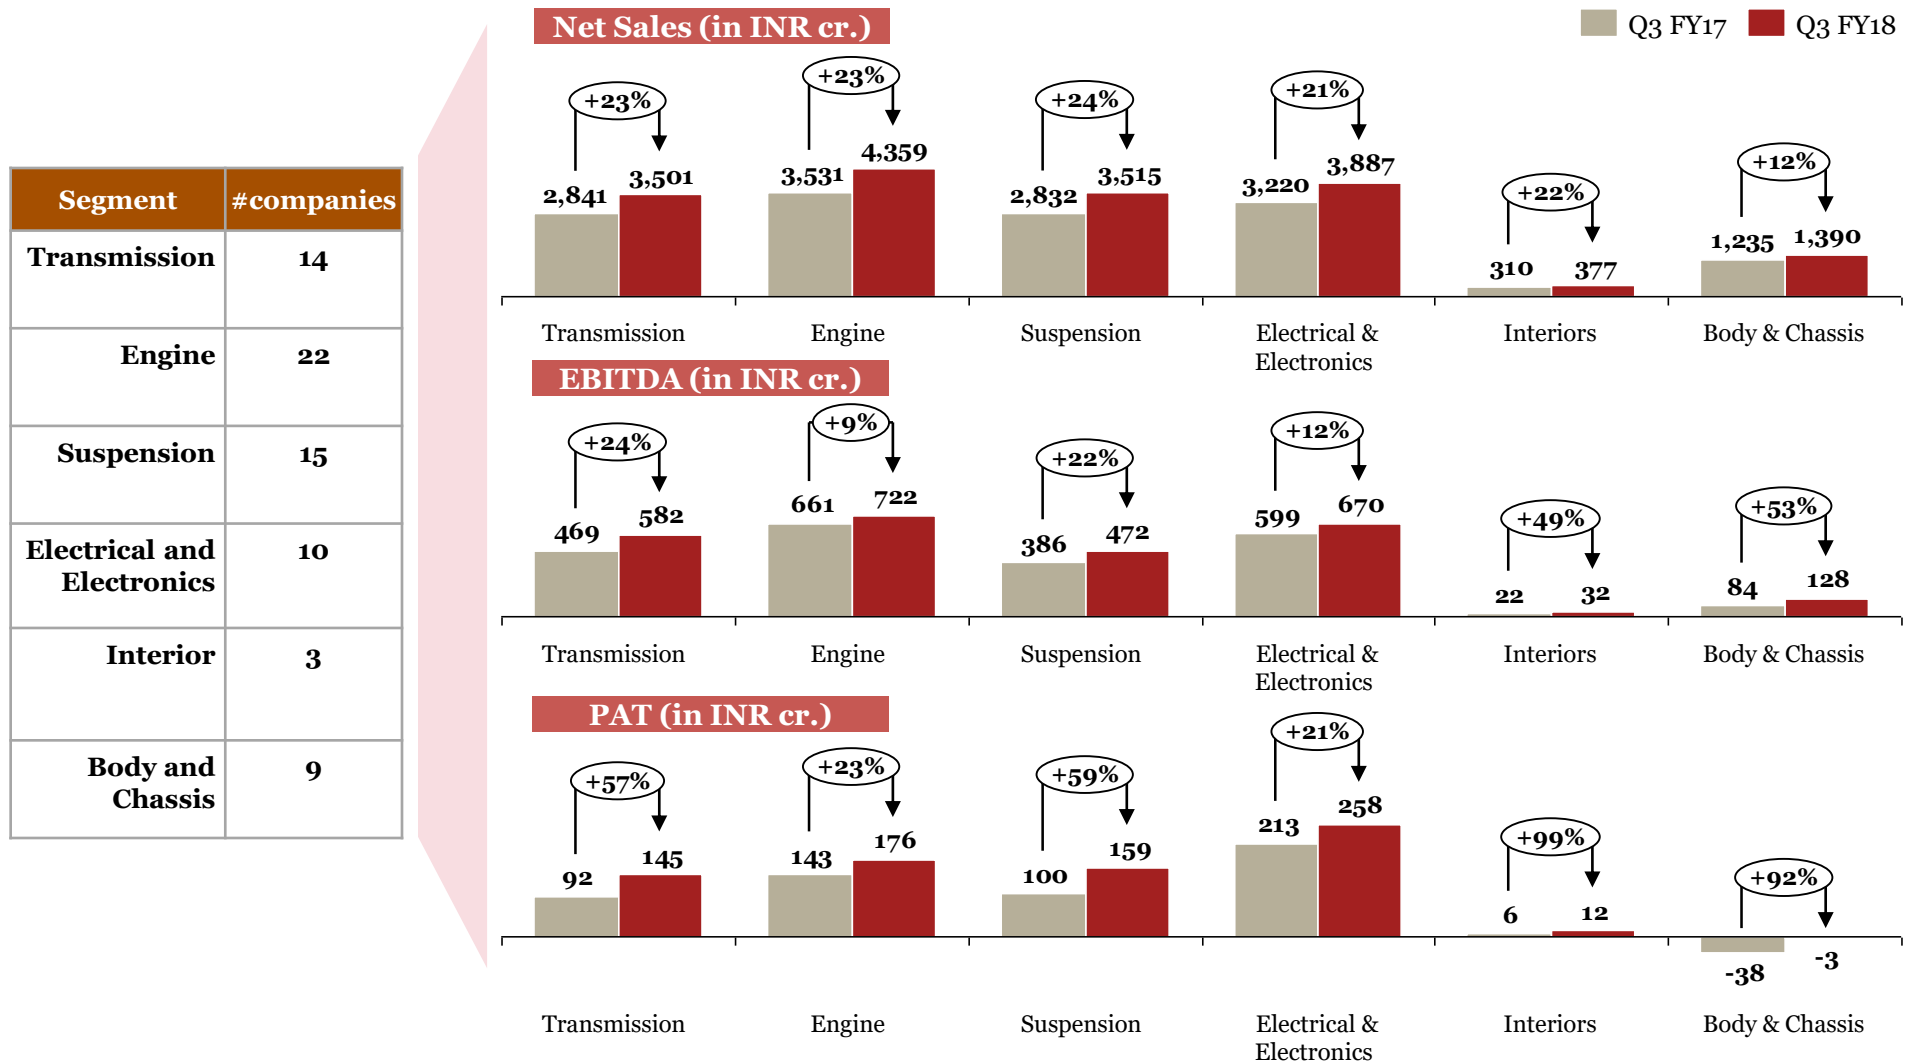 Segment #companies
Transmission 14
Engine 22
Suspension 15
Electrical and 10
Electronics
Interior 3
Body and 9
Chassis
Net Sales (in INR cr.)
Q3 FY17 Q3 FY18
+23% +23% +24% +21% +22% +12%
2,841 3,501 3,531 4,359 2,832 3,515 3,220 3,887 310 377 1,235 1,390
Transmission Engine Suspension Electrical & Interiors Body & Chassis
Electronics
EBITDA (in INR cr.)
+24% +9% +22% +12% +49% +53%
469 582 661 722 386 472 599 670 22 32 84 128
Transmission Engine Suspension Electrical & Interiors Body & Chassis
Electronics
PAT (in INR cr.)
+57% +23% +59% +21% +99% +92%
92 145 143 176 100 159 213 258 6 12 -38 -3
Transmission Engine Suspension Electrical & Interiors Body & Chassis
Electronics